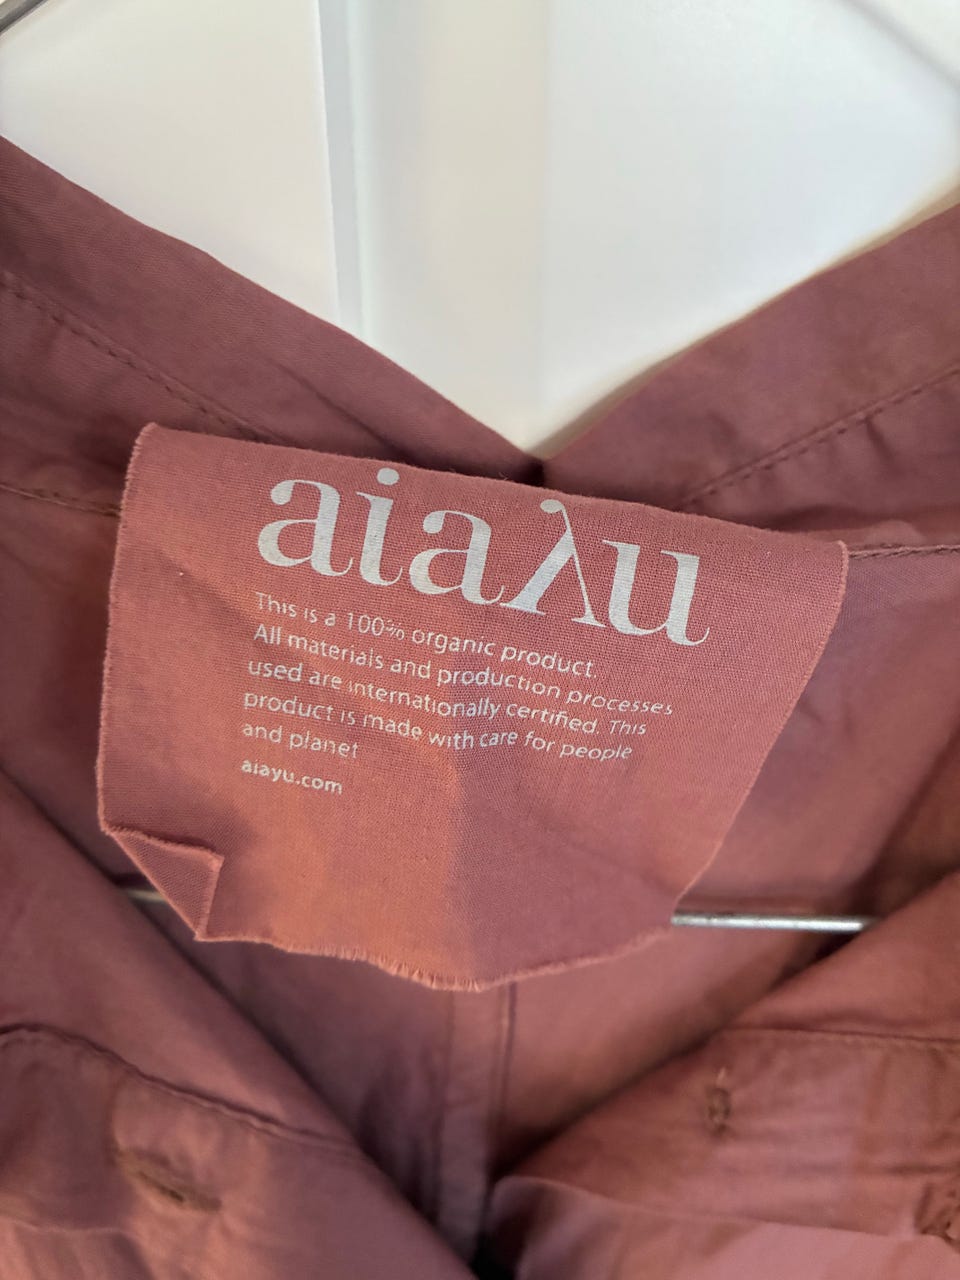 aiayu
This is a 100% organic product.
All materials and production processes
used are internationally certified. This
product is made with care for people
and planet
aiayu.com